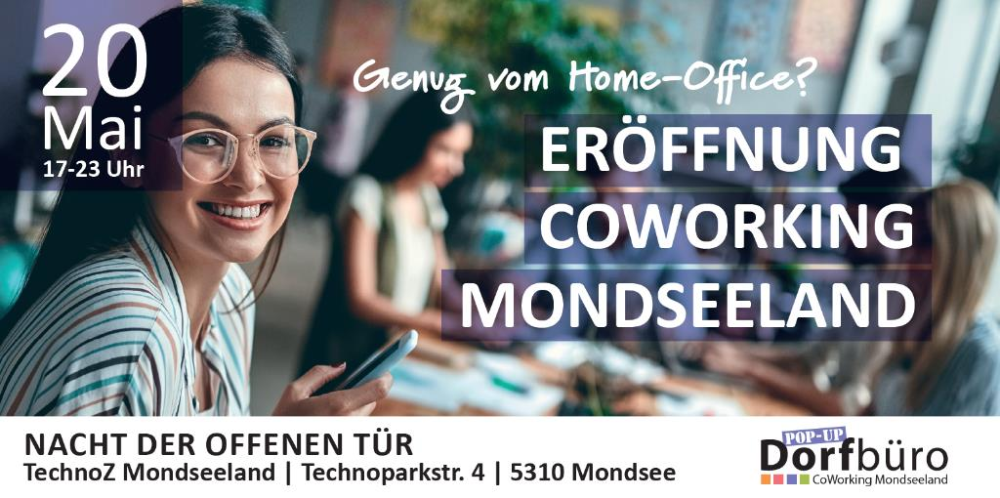 20
Mai
17-23 Uhr
Genug vom Home-Office?
ERÖFFNUNG
COWORKING
MONDSEELAND
NACHT DER OFFENEN TÜR
TechnoZ Mondseeland | Technoparkstr. 4 | 5310 Mondsee
POP-UP
Dorfbüro
CoWorking Mondseeland